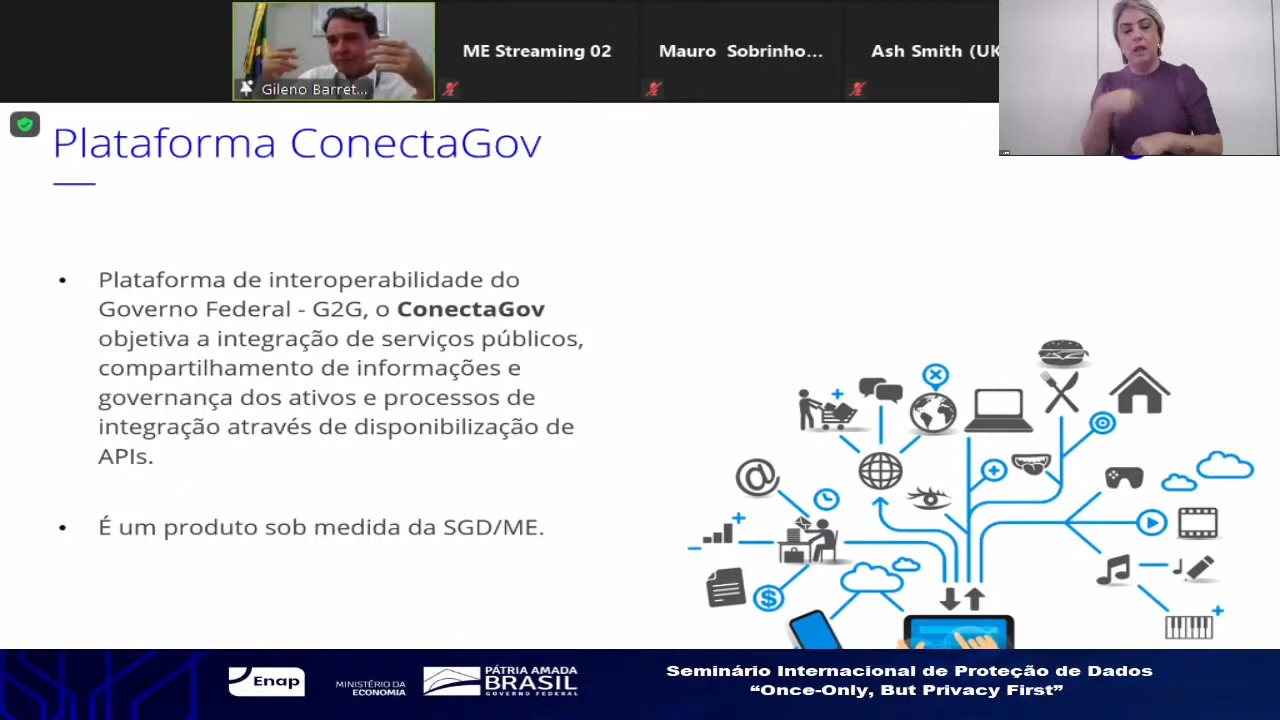 Gileno Barret...
ME Streaming 02
Mauro Sobrinho...
Ash Smith (UK
Plataforma ConectaGov
• Plataforma de interoperabilidade do
Governo Federal - G2G, o ConectaGov
objetiva a integração de serviços públicos,
compartilhamento de informações e
governança dos ativos e processos de
integração através de disponibilização de
APIs.
• É um produto sob medida da SGD/ME.
@
$
Enap
MINISTÉRIO DA
ECONOMIA
PÁTRIA AMADA
BRASIL
GOVERNO FEDERAL
Seminário Internacional de Proteção de Dados
“Once-Only, But Privacy First”